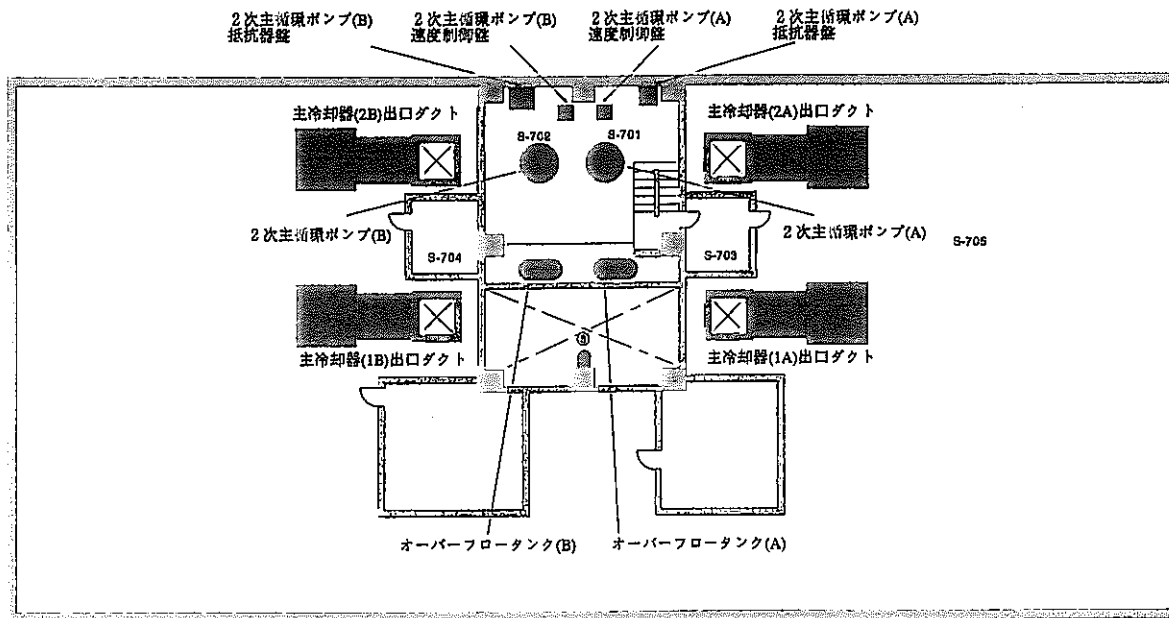 2次主循環ポンプ(B)
抵抗器盤
2次主循環ポンプ(B)
速度制御盤
2次主循環ポンプ(A)
速度制御盤
2次主循環ポンプ(A)
抵抗器盤
主冷却器(2B)出口ダクト
主冷却器(2A)出口ダクト
S-702
S-701
2次主循環ポンプ(B)
2次主循環ポンプ(A)
S-705
S-704
S-703
主冷却器(1B)出口ダクト
主冷却器(1A)出口ダクト
オーバーフロータンク(B)
オーバーフロータンク(A)